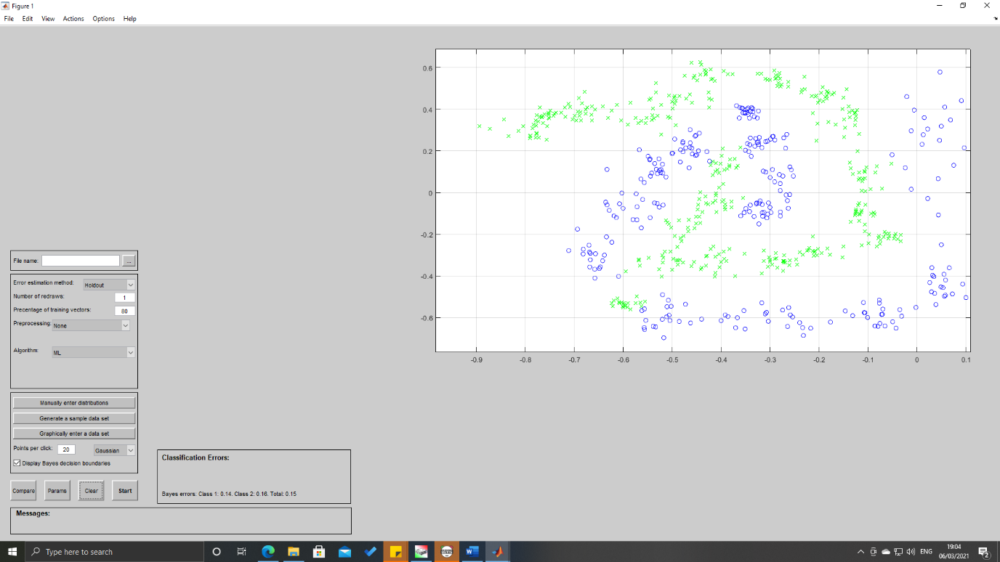 Figure 1
File Edit View Actions Options Help
0.6
0.4
0.2
0
-0.2
-0.4
-0.6
-0.9 -0.8 -0.7 -0.6 -0.5 -0.4 -0.3 -0.2 -0.1 0 0.1
File name: ...
Error estimation method: Holdout
Number of redraws: 1
Precentage of training vectors: 80
Preprocessing: None
Algorithm: ML
Manually enter distributions
Generate a sample data set
Graphically enter a data set
Points per click: 20 Gaussian
Display Bayes decision boundaries
Compare Params Clear Start
Classification Errors:
Bayes errors: Class 1: 0.14. Class 2: 0.16. Total: 0.15
Messages:
Type here to search
ENG
19:04
06/03/2021
2